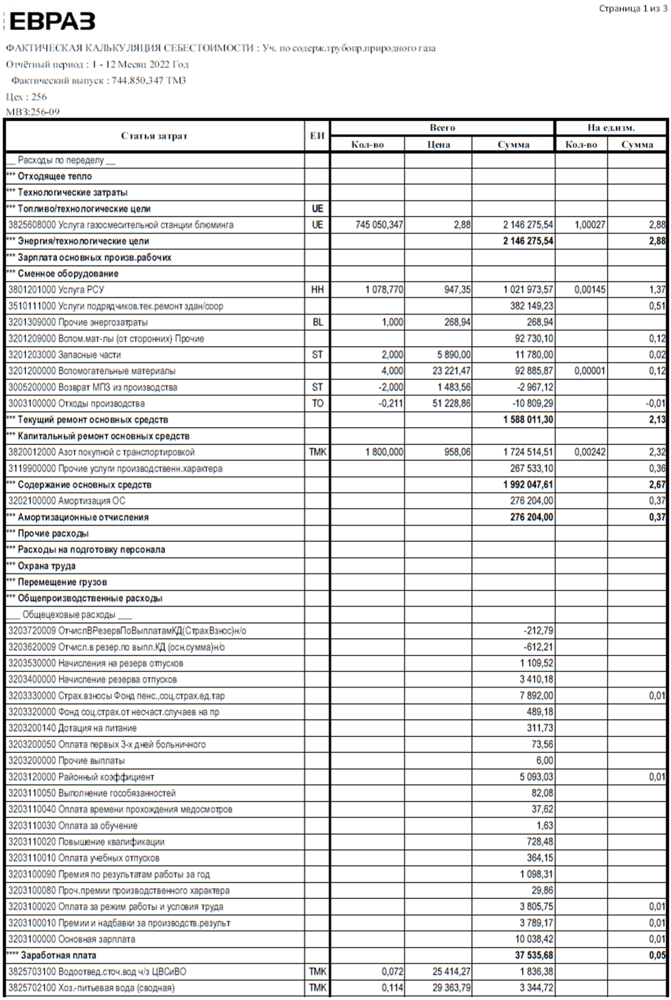 Страница 1 из 3
ЕВРАЗ
ФАКТИЧЕСКАЯ КАЛЬКУЛЯЦИЯ СЕБЕСТОИМОСТИ : Уч. по содерж.трубопр.природного газа
Отчётный период : 1 - 12 Месяц 2022 Год
Фактический выпуск : 744.850,347 ТМ3
Цех : 256
МВЗ:256-09
Статья затрат ЕИ Всего На ед.изм.
Кол-во Цена Сумма Кол-во Сумма
__ Расходы по переделу __
*** Отходящее тепло
*** Технологические затраты
*** Топливо/технологические цели UE
3825608000 Услуга газосмесительной станции блюминга UE 745 050,347 2,88 2 146 275,54 1,00027 2,88
*** Энергия/технологические цели 2 146 275,54 2,88
*** Зарплата основных произв.рабочих
*** Сменное оборудование
3801201000 Услуга РСУ HH 1 078,770 947,35 1 021 973,57 0,00145 1,37
3510111000 Услуги подрядчиков.тек.ремонт здан/соор 382 149,23 0,51
3201309000 Прочие энергозатраты BL 1,000 268,94 268,94
3201209000 Вспом.мат-лы (от сторонних) Прочие 92 730,10 0,12
3201203000 Запасные части ST 2,000 5 890,00 11 780,00 0,02
3201200000 Вспомогательные материалы 4,000 23 221,47 92 885,87 0,00001 0,12
3005200000 Возврат МПЗ из производства ST -2,000 1 483,56 -2 967,12
3003100000 Отходы производства TO -0,211 51 228,86 -10 809,29 -0,01
*** Текущий ремонт основных средств 1 588 011,30 2,13
*** Капитальный ремонт основных средств
3820012000 Азот покупной с транспортировкой TMK 1 800,000 958,06 1 724 514,51 0,00242 2,32
3119900000 Прочие услуги производственн.характера 267 533,10 0,36
*** Содержание основных средств 1 992 047,61 2,67
3202100000 Амортизация ОС 276 204,00 0,37
*** Амортизационные отчисления 276 204,00 0,37
*** Прочие расходы
*** Расходы на подготовку персонала
*** Охрана труда
*** Перемещение грузов
*** Общепроизводственные расходы
___ Общецеховые расходы ___
3203720009 ОтчислВРезервПоВыплатамКД(СтрахВзнос)н/о -212,79
3203620009 Отчисл.в резер.по выпл.КД (осн.сумма)н/о -612,21
3203530000 Начисления на резерв отпусков 1 109,52
3203400000 Начисление резерва отпусков 3 410,18
3203330000 Страх.взносы Фонд пенс.,соц.страх.ед.тар 7 892,00 0,01
3203320000 Фонд соц.страх.от несчаст.случаев на пр 489,18
3203200140 Дотация на питание 311,73
3203200050 Оплата первых 3-х дней больничного 73,56
3203200000 Прочие выплаты 6,00
3203120000 Районный коэффициент 5 093,03 0,01
3203110050 Выполнение гособязанностей 82,08
3203110040 Оплата времени прохождения медосмотров 37,62
3203110030 Оплата за обучение 1,63
3203110020 Повышение квалификации 728,48
3203110010 Оплата учебных отпусков 364,15
3203100090 Премия по результатам работы за год 1 098,31
3203100080 Проч.премии производственного характера 29,86
3203100020 Оплата за режим работы и условия труда 3 805,75 0,01
3203100010 Премии и надбавки за производств.результ 3 789,17 0,01
3203100000 Основная зарплата 10 038,42 0,01
**** Заработная плата 37 535,68 0,05
3825703100 Водоотвед.сточ.вод ч/з ЦВСиВО TMK 0,072 25 414,27 1 836,38
3825702100 Хоз.-питьевая вода (сводная) TMK 0,114 29 363,79 3 344,72